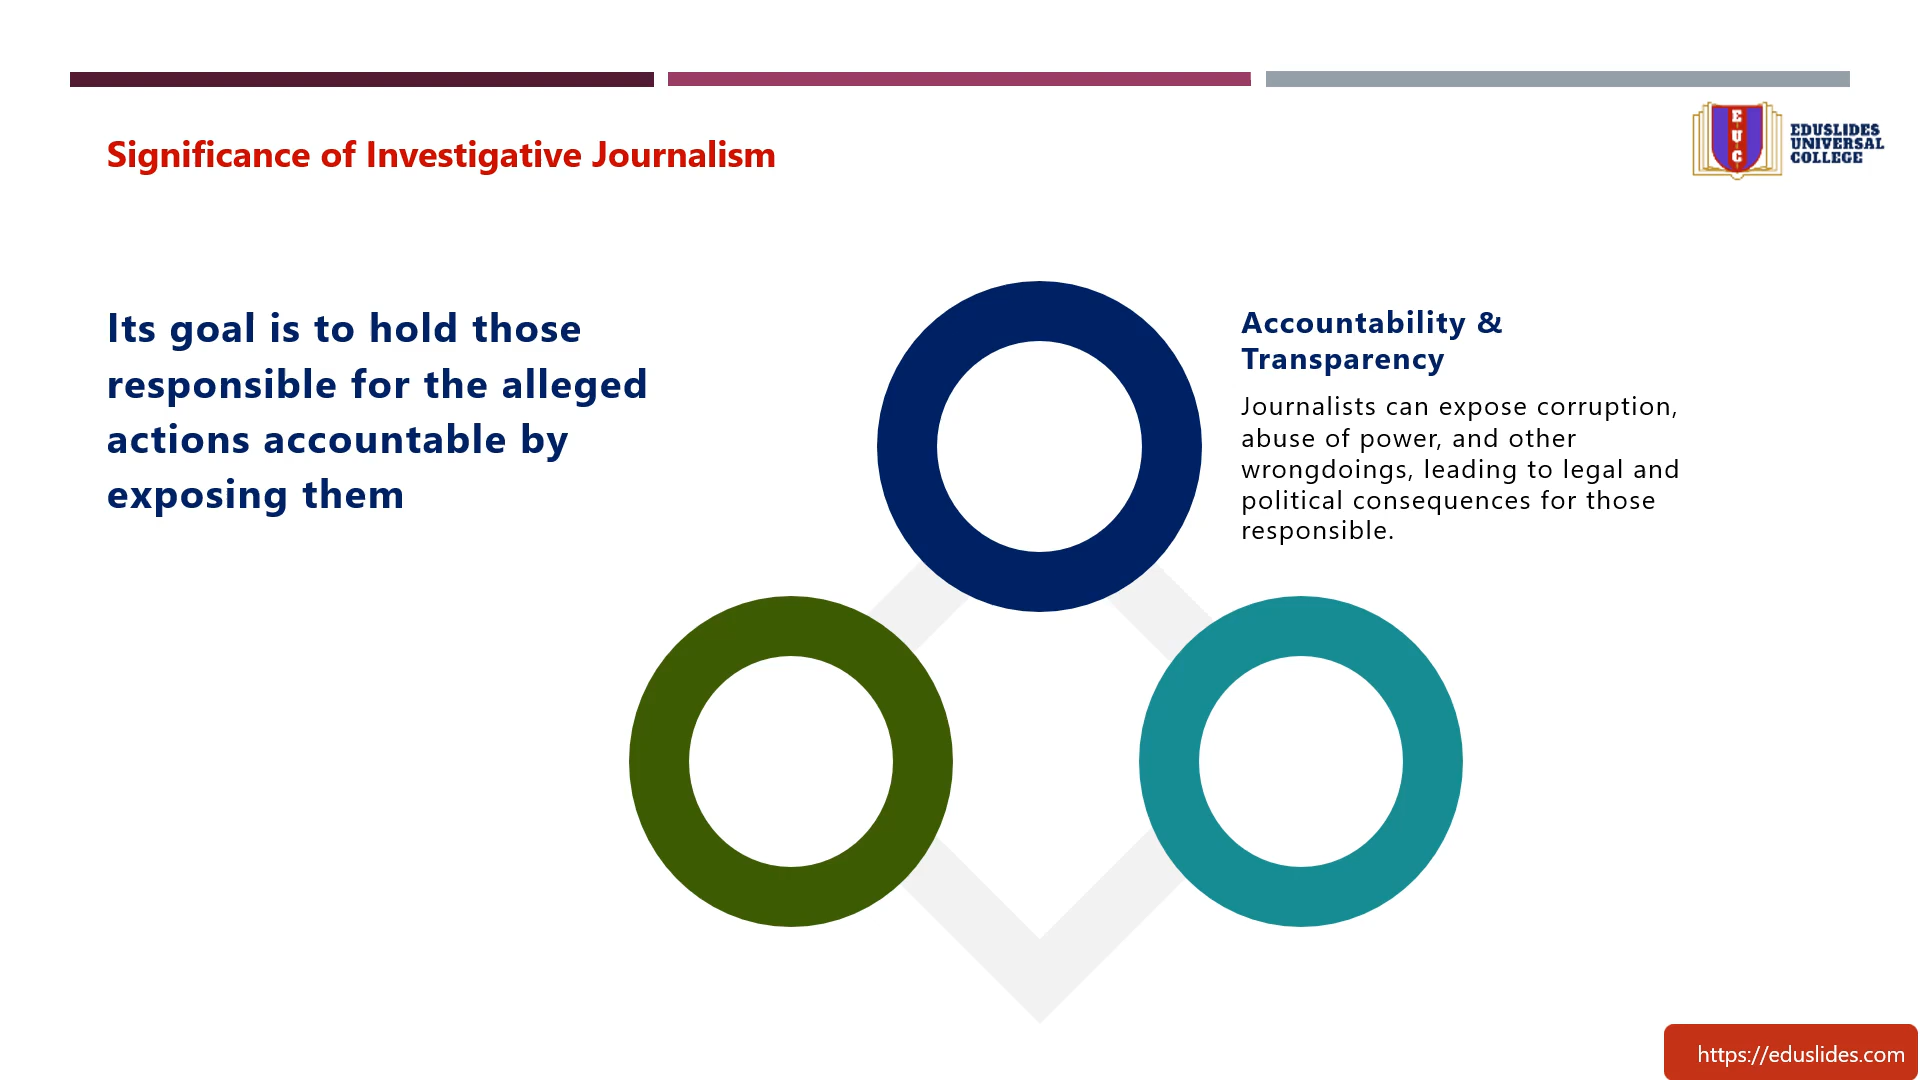 Significance of Investigative Journalism
E
U
C
EDUSLIDES
UNIVERSAL
COLLEGE
Its goal is to hold those
responsible for the alleged
actions accountable by
exposing them
Accountability &
Transparency
Journalists can expose corruption,
abuse of power, and other
wrongdoings, leading to legal and
political consequences for those
responsible.
https://eduslides.com